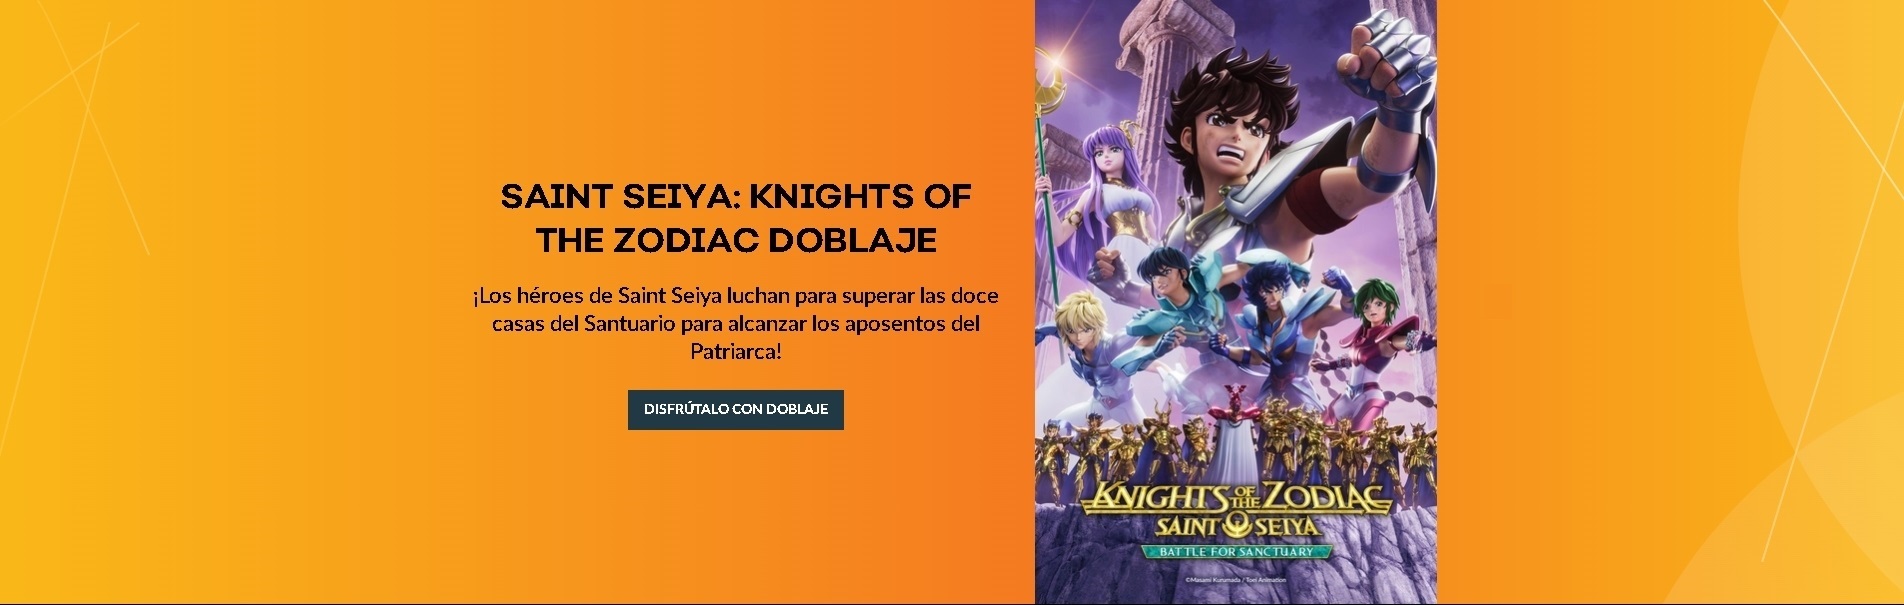 SAINT SEIYA: KNIGHTS OF
THE ZODIAC DOBLAJE
¡Los héroes de Saint Seiya luchan para superar las doce
casas del Santuario para alcanzar los aposentos del
Patriarca!
DISFRÚTALO CON DOBLAJE
KNIGHTS OF THE ZODIAC
SAINT SEIYA
BATTLE FOR SANCTUARY
©Masami Kurumada / Toei Animation